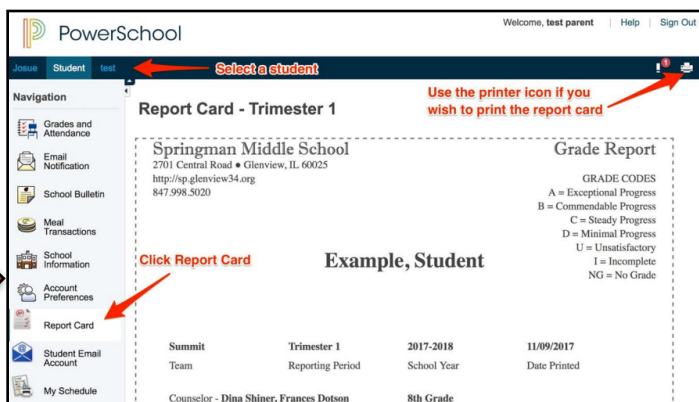 PowerSchool
Welcome, test parent | Help | Sign Out
Josue Student test
Select a student
1
Use the printer icon if you
wish to print the report card
Navigation
Grades and
Attendance
Email
Notification
School Bulletin
Meal
Transactions
School
Information
Account
Preferences
Report Card
Student Email
Account
My Schedule
Click Report Card
Report Card - Trimester 1
Springman Middle School
2701 Central Road ● Glenview, IL 60025
http://sp.glenview34.org
847.998.5020
Grade Report
GRADE CODES
A = Exceptional Progress
B = Commendable Progress
C = Steady Progress
D = Minimal Progress
U = Unsatisfactory
I = Incomplete
NG = No Grade
Example, Student
Summit Trimester 1 2017-2018 11/09/2017
Team Reporting Period School Year Date Printed
Counselor - Dina Shiner, Frances Dotson 8th Grade